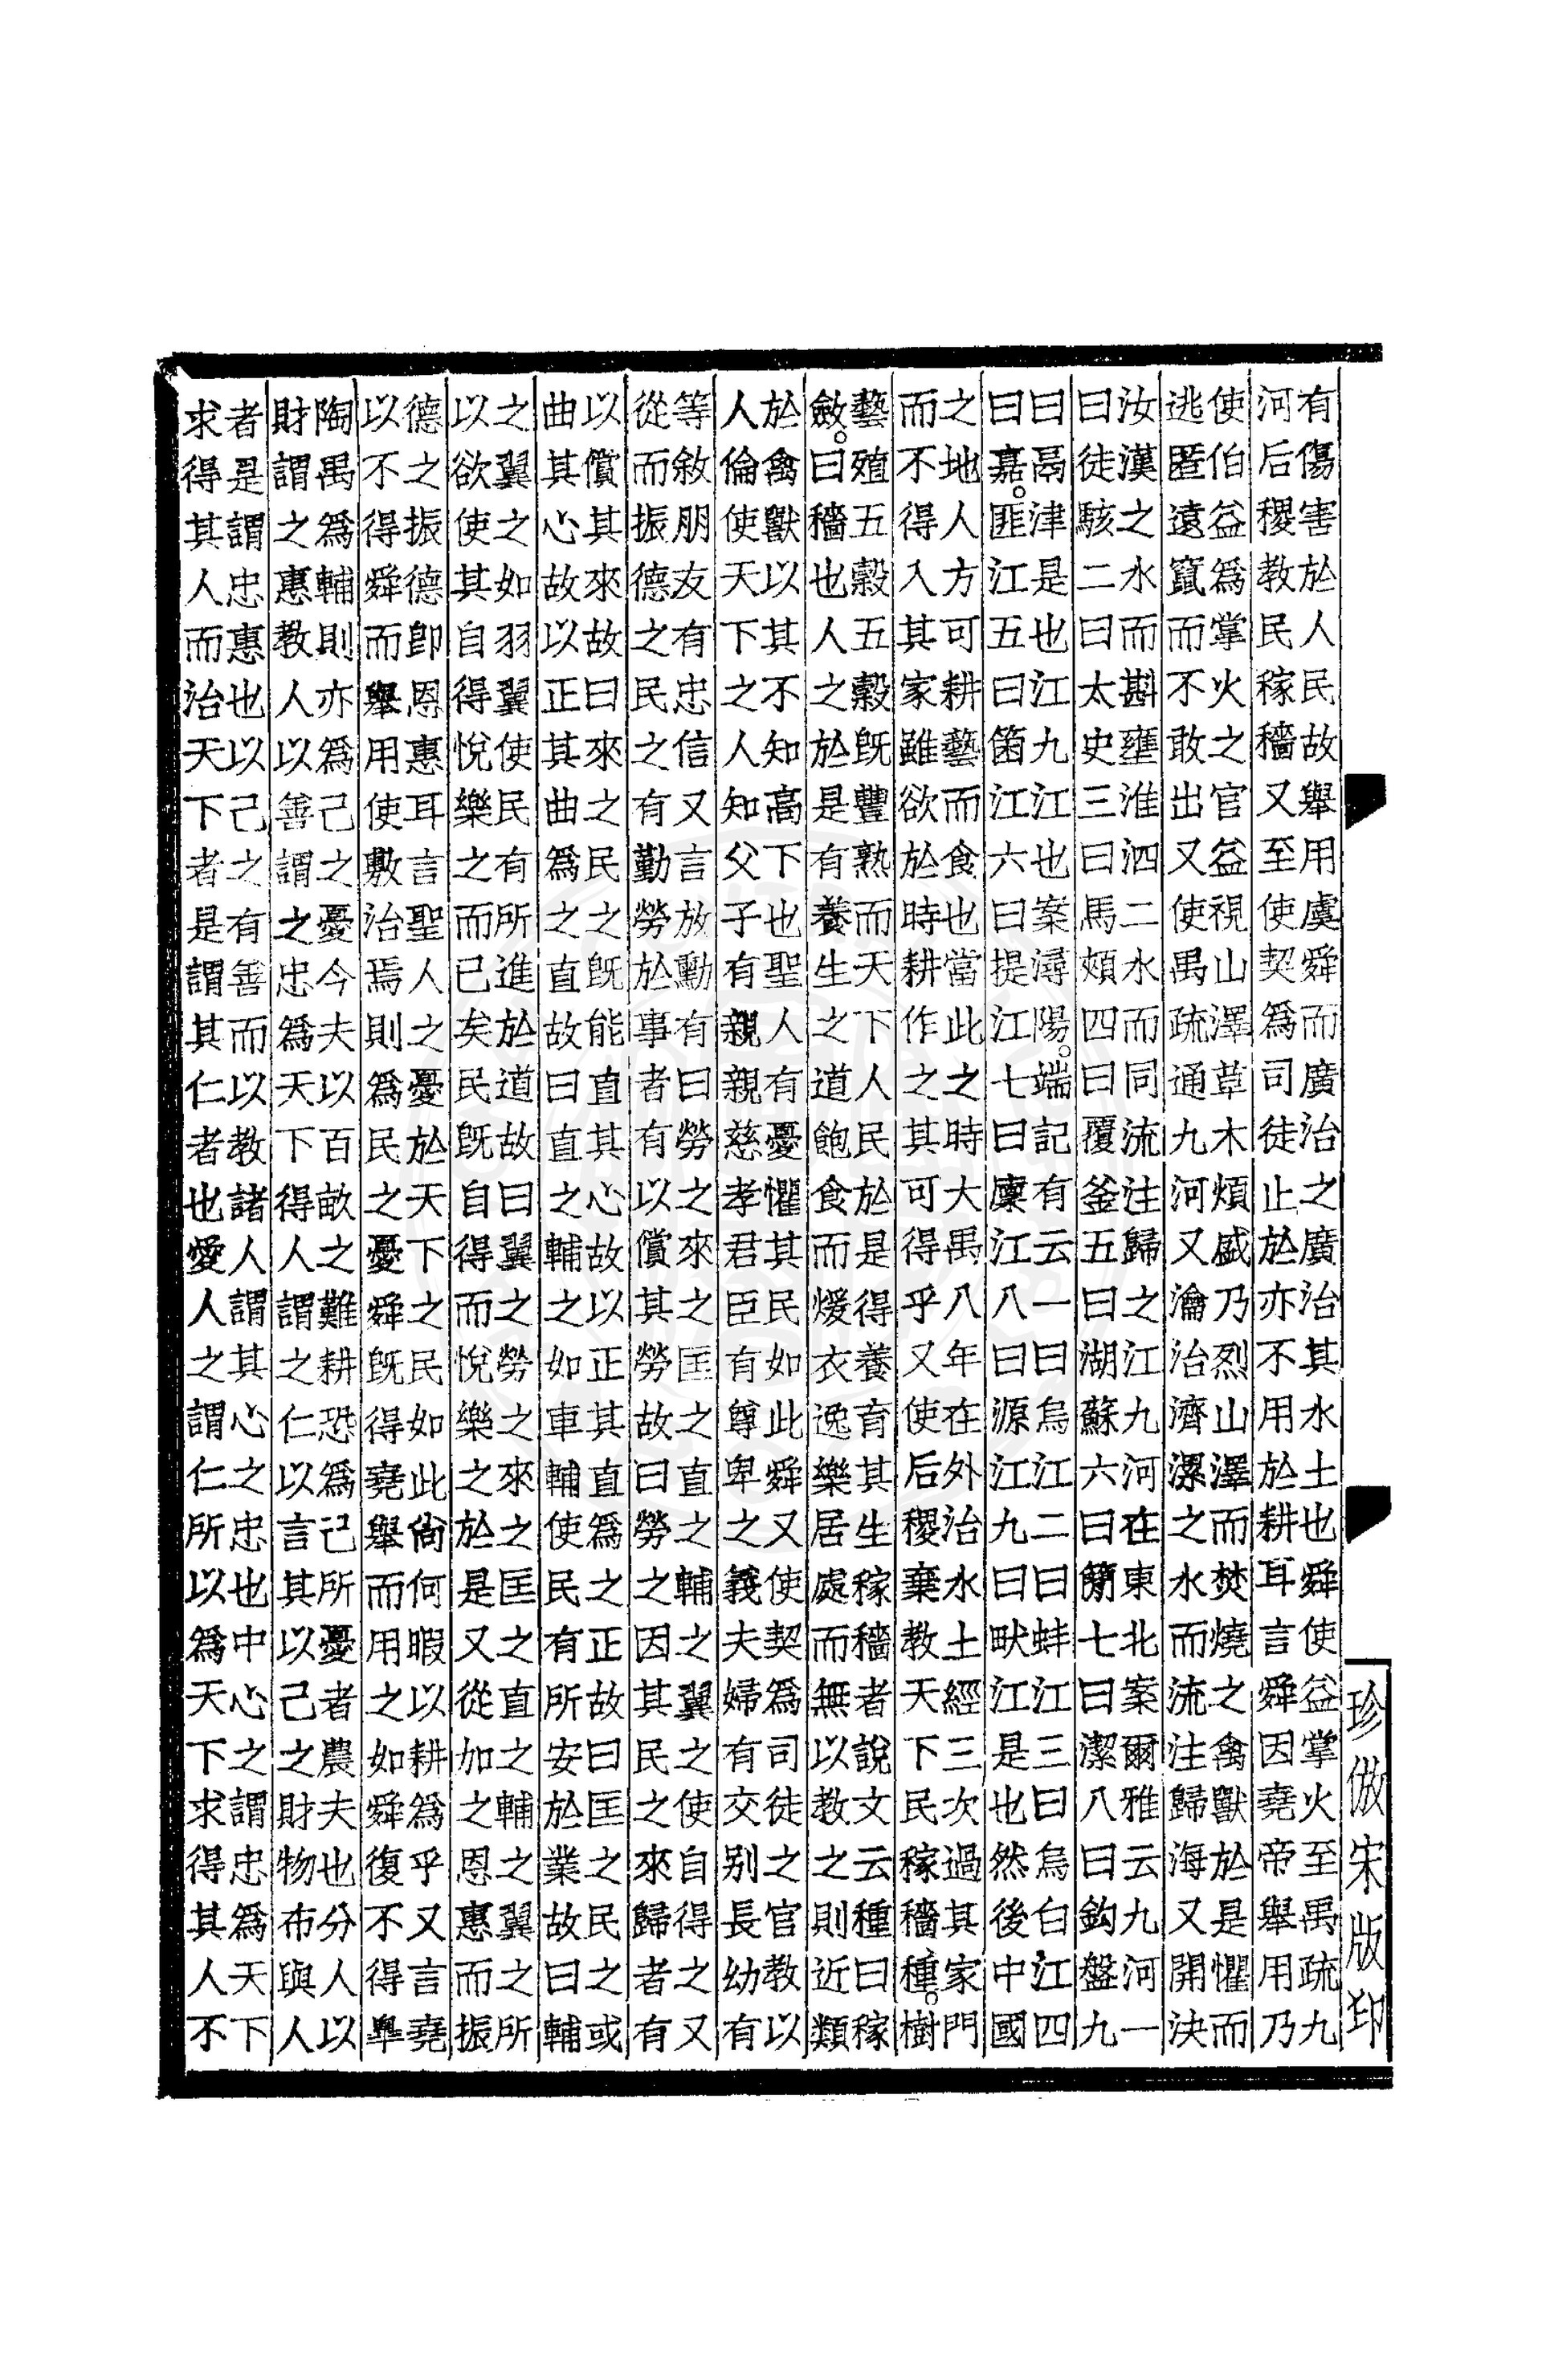 珍倣宋版印
有傷害於人民故舉用虞舜而廣治之廣治其水土也舜使益掌火至禹疏九
河后稷教民稼穡又至使契爲司徒止於亦不用於耕耳言舜因堯帝舉用乃
使伯益爲掌火之官益視山澤草木煩盛乃烈山澤而焚燒之禽獸於是懼而
逃匿遠竄而不敢出又使禹疏通九河又瀹治濟漯之水而流注歸海又開決
汝漢之水而斟壅淮泗二水而同流注歸之江九河在東北案爾雅云九河一
曰徒駭二曰太史三曰馬頰四曰覆釜五曰湖蘇六曰簡七曰潔八曰鈎盤九
曰鬲津是也江九江也案潯陽。端記有云一曰烏江二曰蚌江三曰烏白江四
曰嘉。匪江五曰箘江六曰提江七曰廩江八曰源江九曰畎江是也然後中國
之地人方可耕藝而食也當此之時大禹八年在外治水土經三次過其家門
而不得入其家雖欲於時耕作之其可得乎又使后稷棄教天下民稼穡種。樹
藝殖五穀五穀旣豐熟而天下人民於是得養育其生稼穡者說文云種曰稼
斂。曰穡也人之於是有養生之道飽食而煖衣逸樂居處而無以教之則近類
於禽獸以其不知高下也聖人有憂懼其民如此舜又使契爲司徒之官教以
人倫使天下之人知父子有親親慈孝君臣有尊卑之義夫婦有交別長幼有
等敘朋友有忠信又言放勳有曰勞之來之匡之直之輔之翼之使自得之又
從而振德之民之有勤勞於事者有以償其勞故曰勞之因其民之來歸者有
以償其來故曰來之民之旣能直其心故以正其直爲之正故曰匡之民之或
曲其心故以正其曲爲之直故曰直之輔之如車輔使民有所安於業故曰輔
之翼之如羽翼使民有所進於道故曰翼之勞之來之匡之直之輔之翼之所
以欲使其自得悅樂之而已矣民旣自得而悅樂之於是又從加之恩惠而振
德之振德卽恩惠耳言聖人之憂於天下之民如此尙何暇以耕爲乎又言堯
以不得舜而舉用使敷治焉則爲民之憂舜旣得堯舉而用之如舜復不得皋
陶禹爲輔則亦爲己之憂今夫以百畝之難耕恐爲己所憂者農夫也分人以
財謂之惠教人以善謂之忠爲天下得人謂之仁以言其以己之財物布與人
者是謂忠惠也以己之有善而以教諸人謂其心之忠也中心之謂忠爲天下
求得其人而治天下者是謂其仁者也愛人之謂仁所以爲天下求得其人不